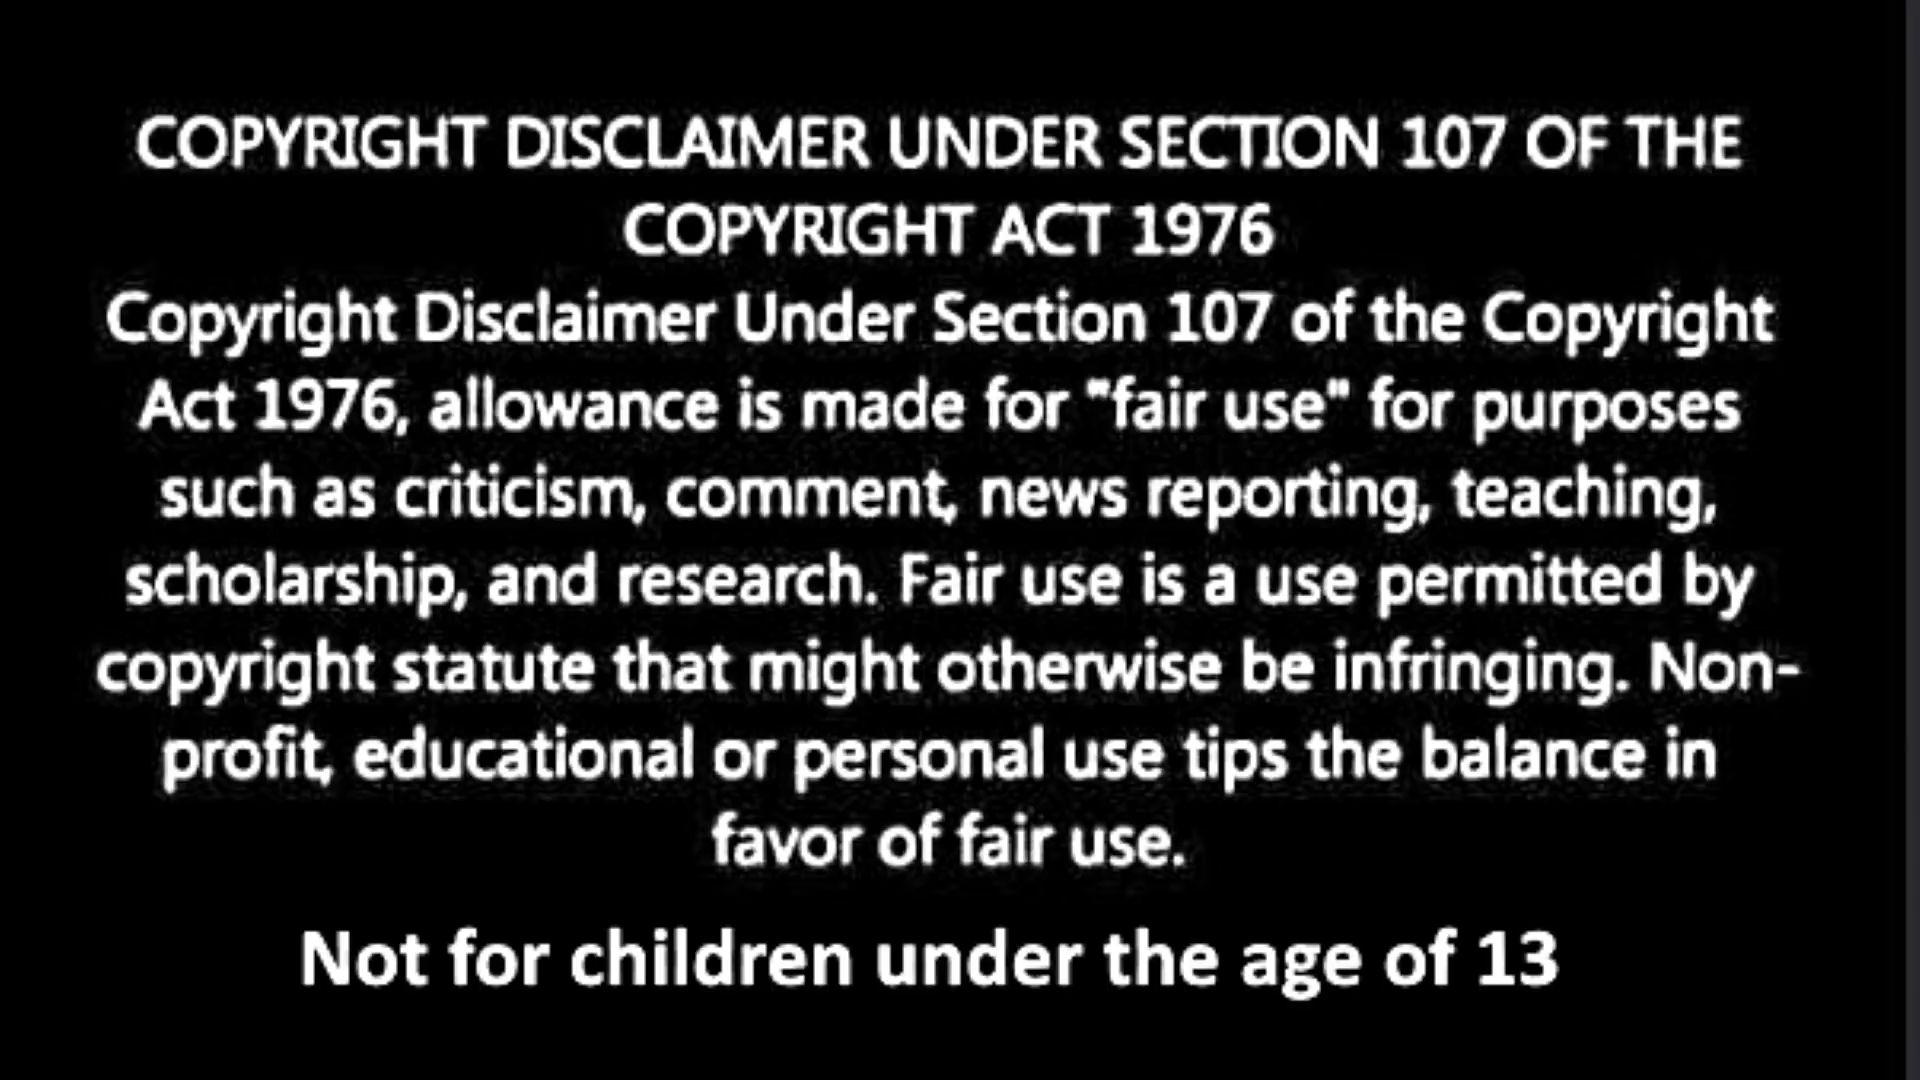 COPYRIGHT DISCLAIMER UNDER SECTION 107 OF THE
COPYRIGHT ACT 1976
Copyright Disclaimer Under Section 107 of the Copyright
Act 1976, allowance is made for "fair use" for purposes
such as criticism, comment, news reporting, teaching,
scholarship, and research. Fair use is a use permitted by
copyright statute that might otherwise be infringing. Non-
profit, educational or personal use tips the balance in
favor of fair use.
Not for children under the age of 13